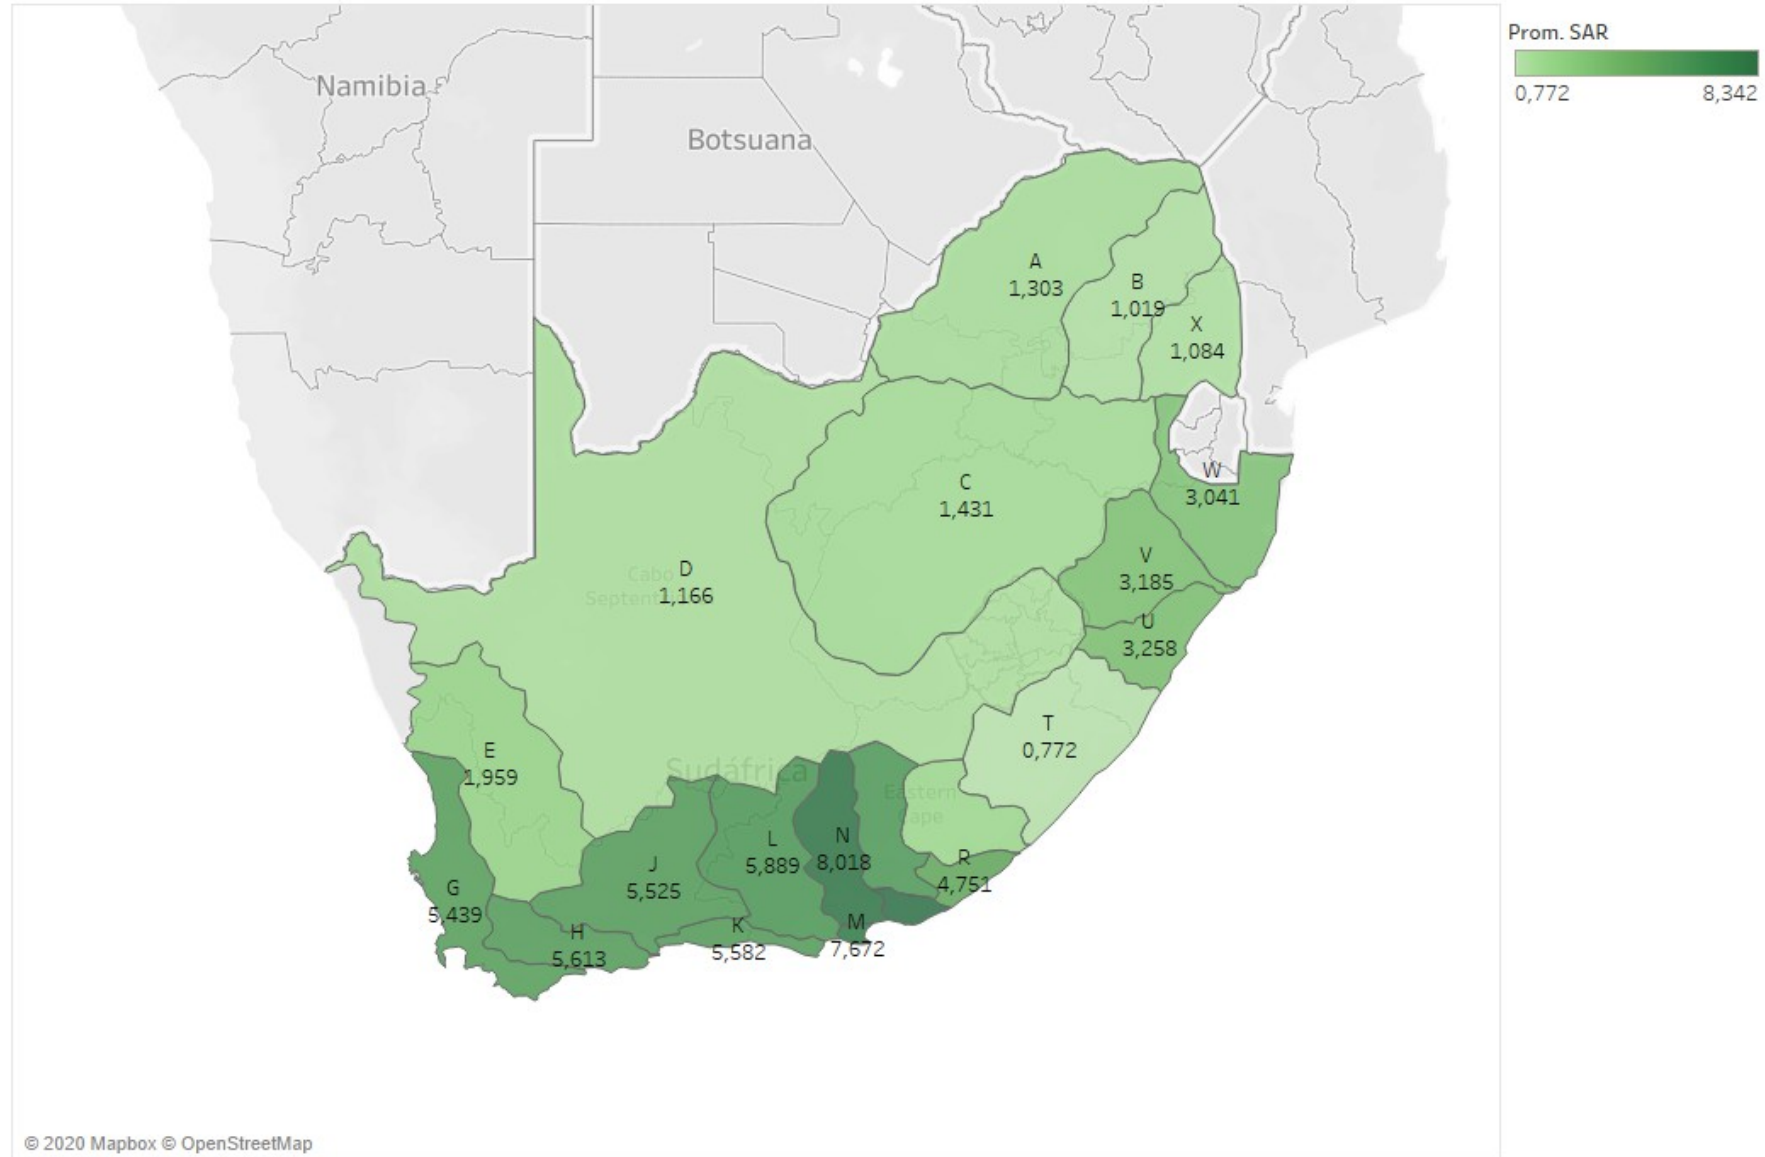 Prom. SAR
0,772 8,342
Namibia
Botsuana
A
1,303
B
1,019
X
1,084
W
3,041
C
1,431
V
3,185
D
1,166
Cabo
U
3,258
T
0,772
E
1,959
Sudáfrica
Eastern
Cape
N
8,018
L
5,889
J
5,525
R
4,751
G
5,439
H
5,613
K
5,582
M
7,672
© 2020 Mapbox © OpenStreetMap